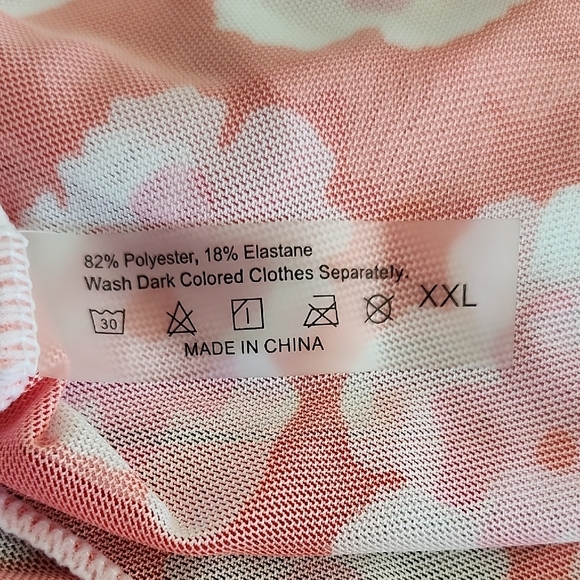 82% Polyester, 18% Elastane
Wash Dark Colored Clothes Separately.
30
XXL
MADE IN CHINA